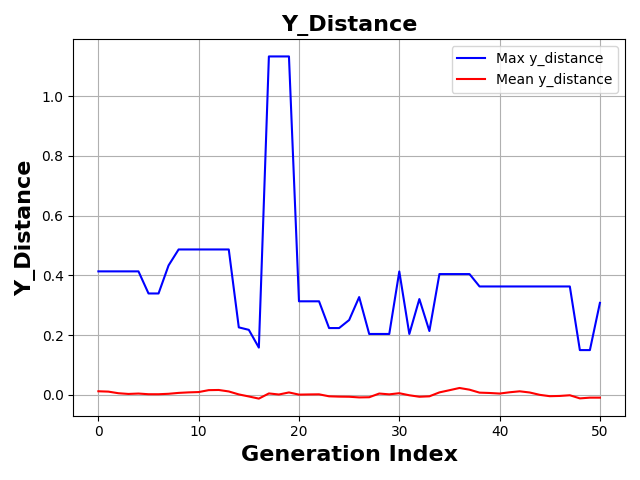 Y_Distance
Max y_distance
Mean y_distance
Y_Distance
1.0
0.8
0.6
0.4
0.2
0.0
0 10 20 30 40 50
Generation Index